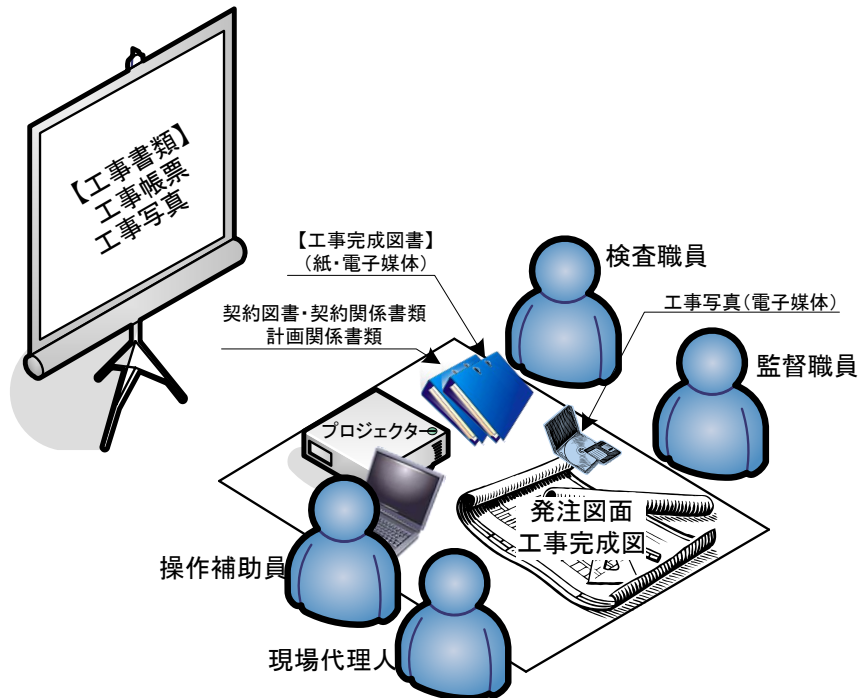 【工事書類】
工事帳票
工事写真
【工事完成図書】
(紙・電子媒体)
検査職員
契約図書・契約関係書類
計画関係書類
工事写真(電子媒体)
監督職員
プロジェクター
発注図面
工事完成図
操作補助員
現場代理人